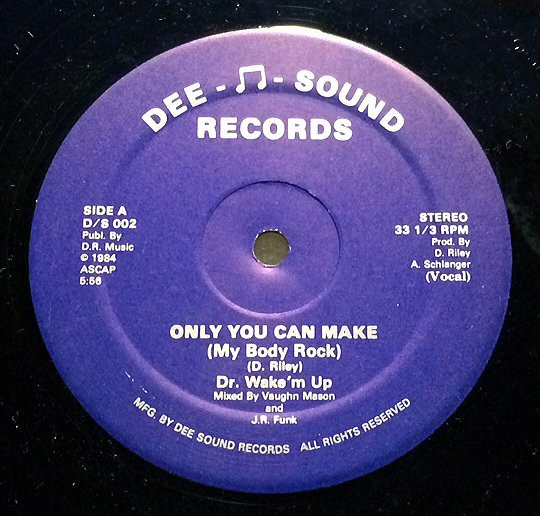 DEE - ♫ - SOUND
RECORDS
SIDE A
D/S 002
Publ. By
D.R. Music
© 1984
ASCAP
5:56
STEREO
33 1/3 RPM
Prod. By
D. Riley
A. Schlanger
(Vocal)
ONLY YOU CAN MAKE
(My Body Rock)
(D. Riley)
Dr. Wake'm Up
Mixed By Vaughn Mason
and
J.R. Funk
MFG. BY DEE SOUND RECORDS ALL RIGHTS RESERVED